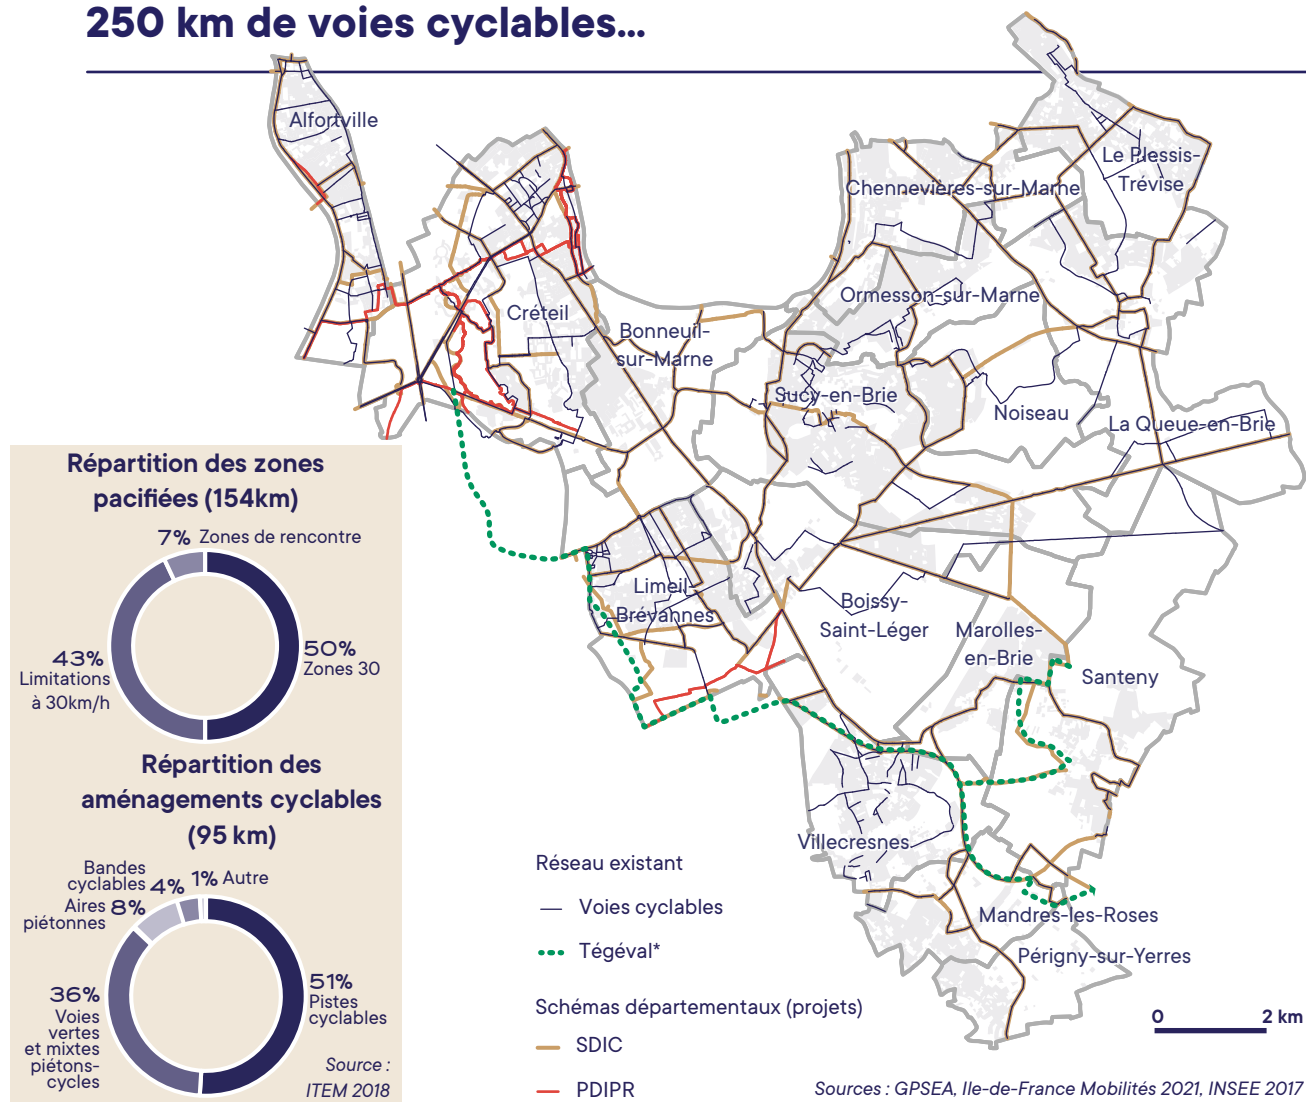 250 km de voies cyclables...
Alfortville
Le Plessis-
Trévise
Chennevières-sur-Marne
Ormesson-sur-Marne
Créteil
Bonneuil-
sur-Marne
Sucy-en-Brie
Noiseau
La Queue-en-Brie
Limeil-
Brévannes
Boissy-
Saint-Léger
Marolles-
en-Brie
Santeny
Villecresnes
Mandres-les-Roses
Périgny-sur-Yerres
Répartition des zones
pacifiées (154km)
7% Zones de rencontre
43%
Limitations
à 30km/h
50%
Zones 30
Répartition des
aménagements cyclables
(95 km)
Bandes
cyclables 4%
1% Autre
Aires
piétonnes 8%
36%
Voies
vertes
et mixtes
piétons-
cycles
51%
Pistes
cyclables
Source :
ITEM 2018
Réseau existant
Voies cyclables
Tégéval*
Schémas départementaux (projets)
SDIC
PDIPR
0 2 km
Sources : GPSEA, Ile-de-France Mobilités 2021, INSEE 2017